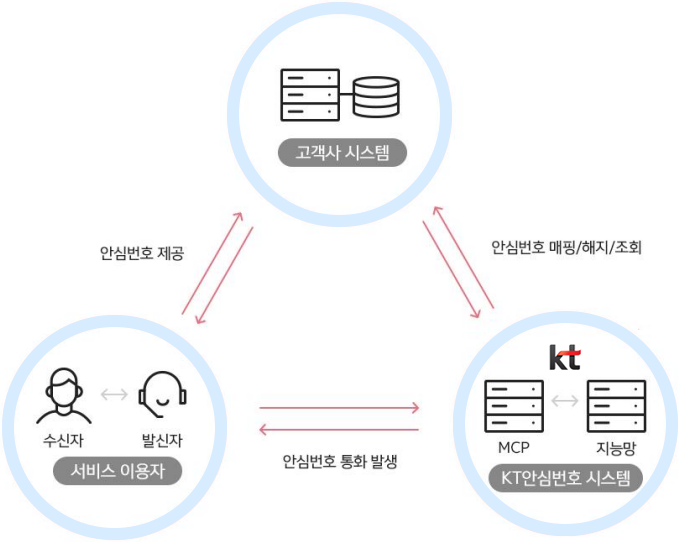 고객사 시스템
안심번호 제공
안심번호 매핑/해지/조회
kt
수신자
발신자
서비스 이용자
안심번호 통화 발생
MCP
지능망
KT안심번호 시스템